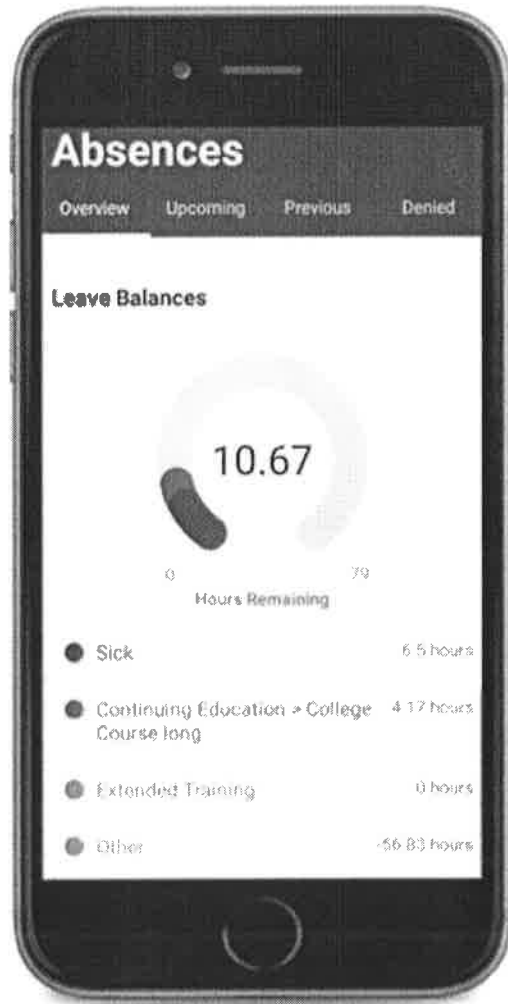 Absences
Overview Upcoming Previous Denied
Leave Balances
10.67
0 79
Hours Remaining
Sick 6.5 hours
Continuing Education > College 4.17 hours
Course long
Extended Training 0 hours
Other -56.83 hours